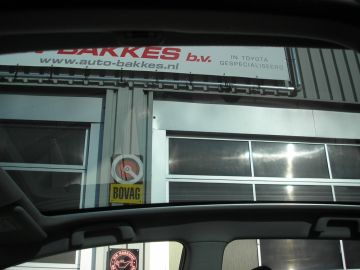 BAKKES b.v.
www.auto-bakkes.nl
IN TOYOTA
GESPECIALISEERD
BOVAG